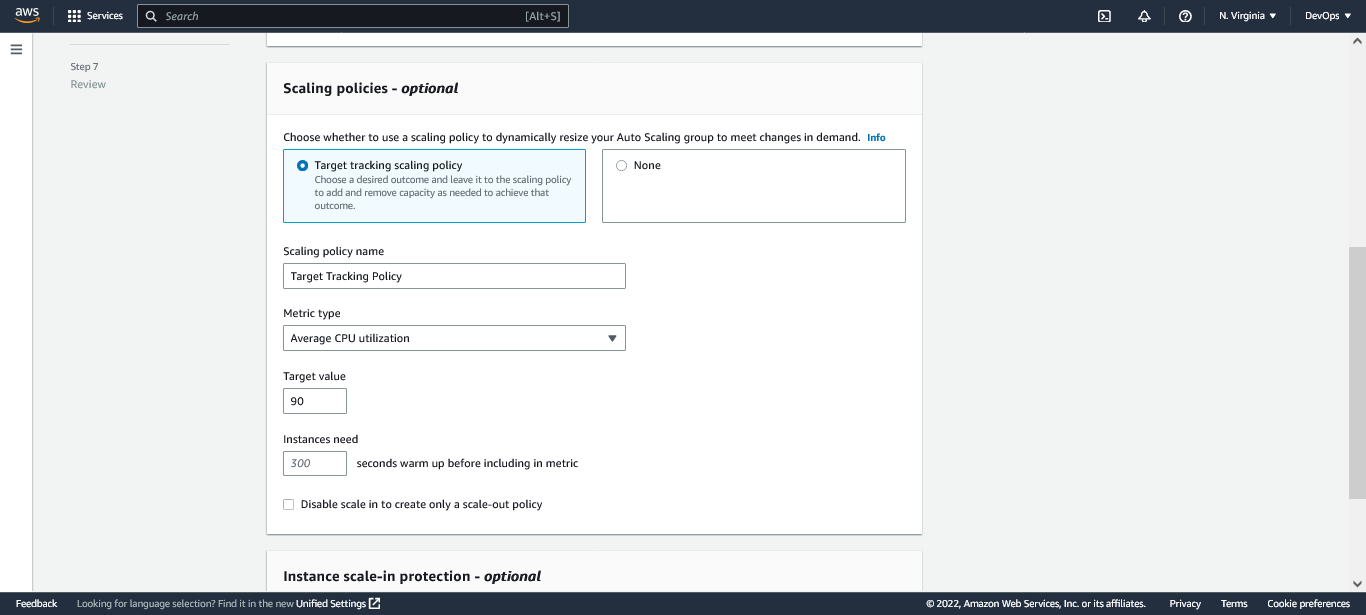 aws
Services
Search
[Alt+S]
N. Virginia
DevOps
Step 7
Review
Scaling policies - optional
Choose whether to use a scaling policy to dynamically resize your Auto Scaling group to meet changes in demand. Info
Target tracking scaling policy
Choose a desired outcome and leave it to the scaling policy
to add and remove capacity as needed to achieve that
outcome.
None
Scaling policy name
Target Tracking Policy
Metric type
Average CPU utilization
Target value
90
Instances need
300 seconds warm up before including in metric
Disable scale in to create only a scale-out policy
Instance scale-in protection - optional
Feedback
Looking for language selection? Find it in the new Unified Settings
© 2022, Amazon Web Services, Inc. or its affiliates.
Privacy
Terms
Cookie preferences